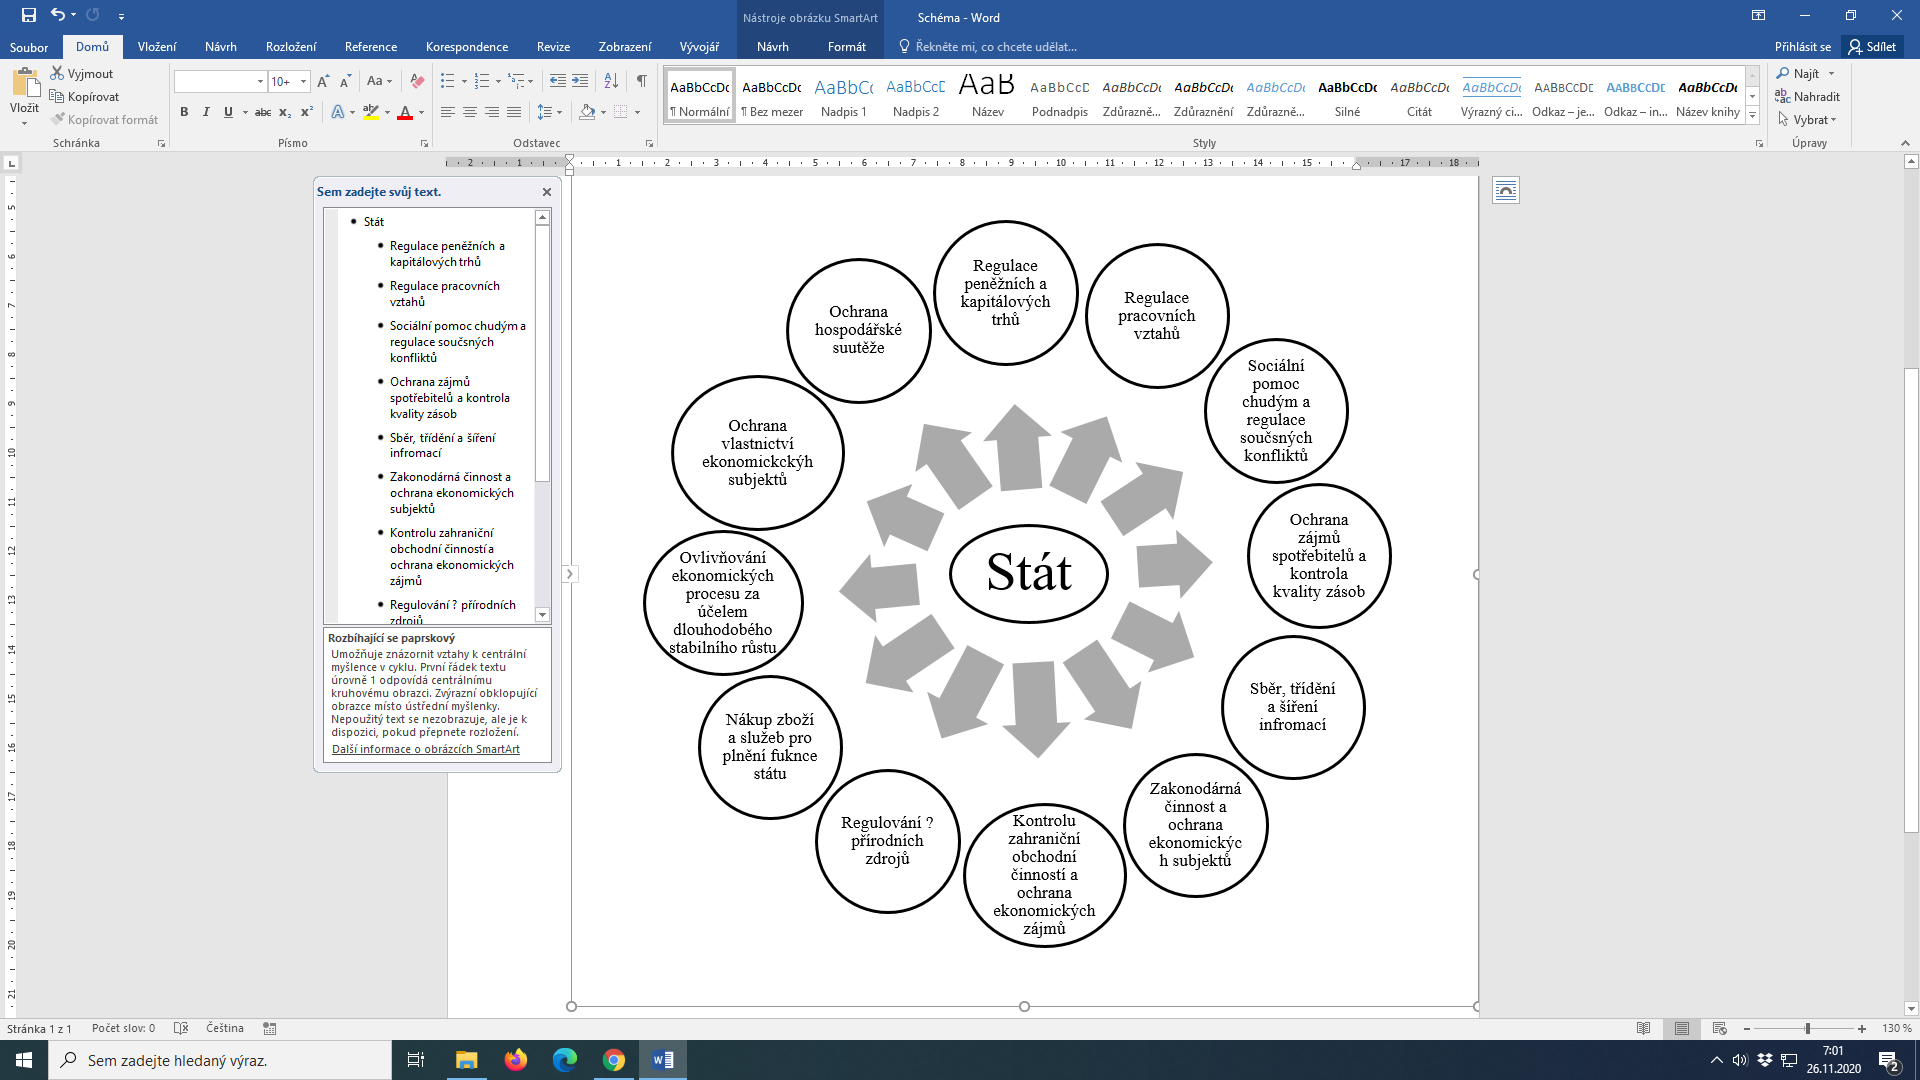 Nástroje obrázku SmartArt
Schéma - Word
Soubor Domů Vložení Návrh Rozložení Reference Korespondence Revize Zobrazení Vývojář Návrh Formát Řekněte mi, co chcete udělat... Přihlásit se Sdílet
Vložit
Vyjmout
Kopírovat
Kopírovat formát
Schránka
10+
Písmo
Odstavec
¶ Normální
¶ Bez mezer
Nadpis 1
Nadpis 2
Název
Podnadpis
Zdůrazně...
Zdůraznění
Zdůrazně...
Silné
Citát
Výrazný ci...
Odkaz – je...
Odkaz – in...
Název knihy
Styly
Najít
Nahradit
Vybrat
Úpravy
Sem zadejte svůj text.
Stát
Regulace peněžních a
kapitálových trhů
Regulace pracovních
vztahů
Sociální pomoc chudým a
regulace součsných
konfliktů
Ochrana zájmů
spotřebitelů a kontrola
kvality zásob
Sběr, třídění a šíření
infromací
Zakonodárná činnost a
ochrana ekonomických
subjektů
Kontrolu zahraniční
obchodní činností a
ochrana ekonomických
zájmů
Regulování ? přírodních
zdrojů
Rozbíhající se paprskový
Umožňuje znázornit vztahy k centrální
myšlence v cyklu. První řádek textu
úrovně 1 odpovídá centrálnímu
kruhovému obrazci. Zvýrazní obklopující
obrazce místo ústřední myšlenky.
Nepoužitý text se nezobrazuje, ale je k
dispozici, pokud přepnete rozložení.
Další informace o obrázcích SmartArt
Regulace
peněžních a
kapitálových
trhů
Regulace
pracovních
vztahů
Sociální
pomoc
chudým a
regulace
součsných
konfliktů
Ochrana
zájmů
spotřebitelů a
kontrola
kvality zásob
Sběr, třídění
a šíření
infromací
Zakonodárná
činnost a
ochrana
ekonomickýc
h subjektů
Kontrolu
zahraniční
obchodní
činností a
ochrana
ekonomických
zájmů
Regulování ?
přírodních
zdrojů
Nákup zboží
a služeb pro
plnění fuknce
státu
Ovlivňování
ekonomických
procesu za
účelem
dlouhodobého
stabilního růstu
Ochrana
vlastnictví
ekonomickckýh
subjektů
Ochrana
hospodářské
suutěže
Stát
Stránka 1 z 1 Počet slov: 0 Čeština 130 %
Sem zadejte hledaný výraz.
7:01
26.11.2020
2